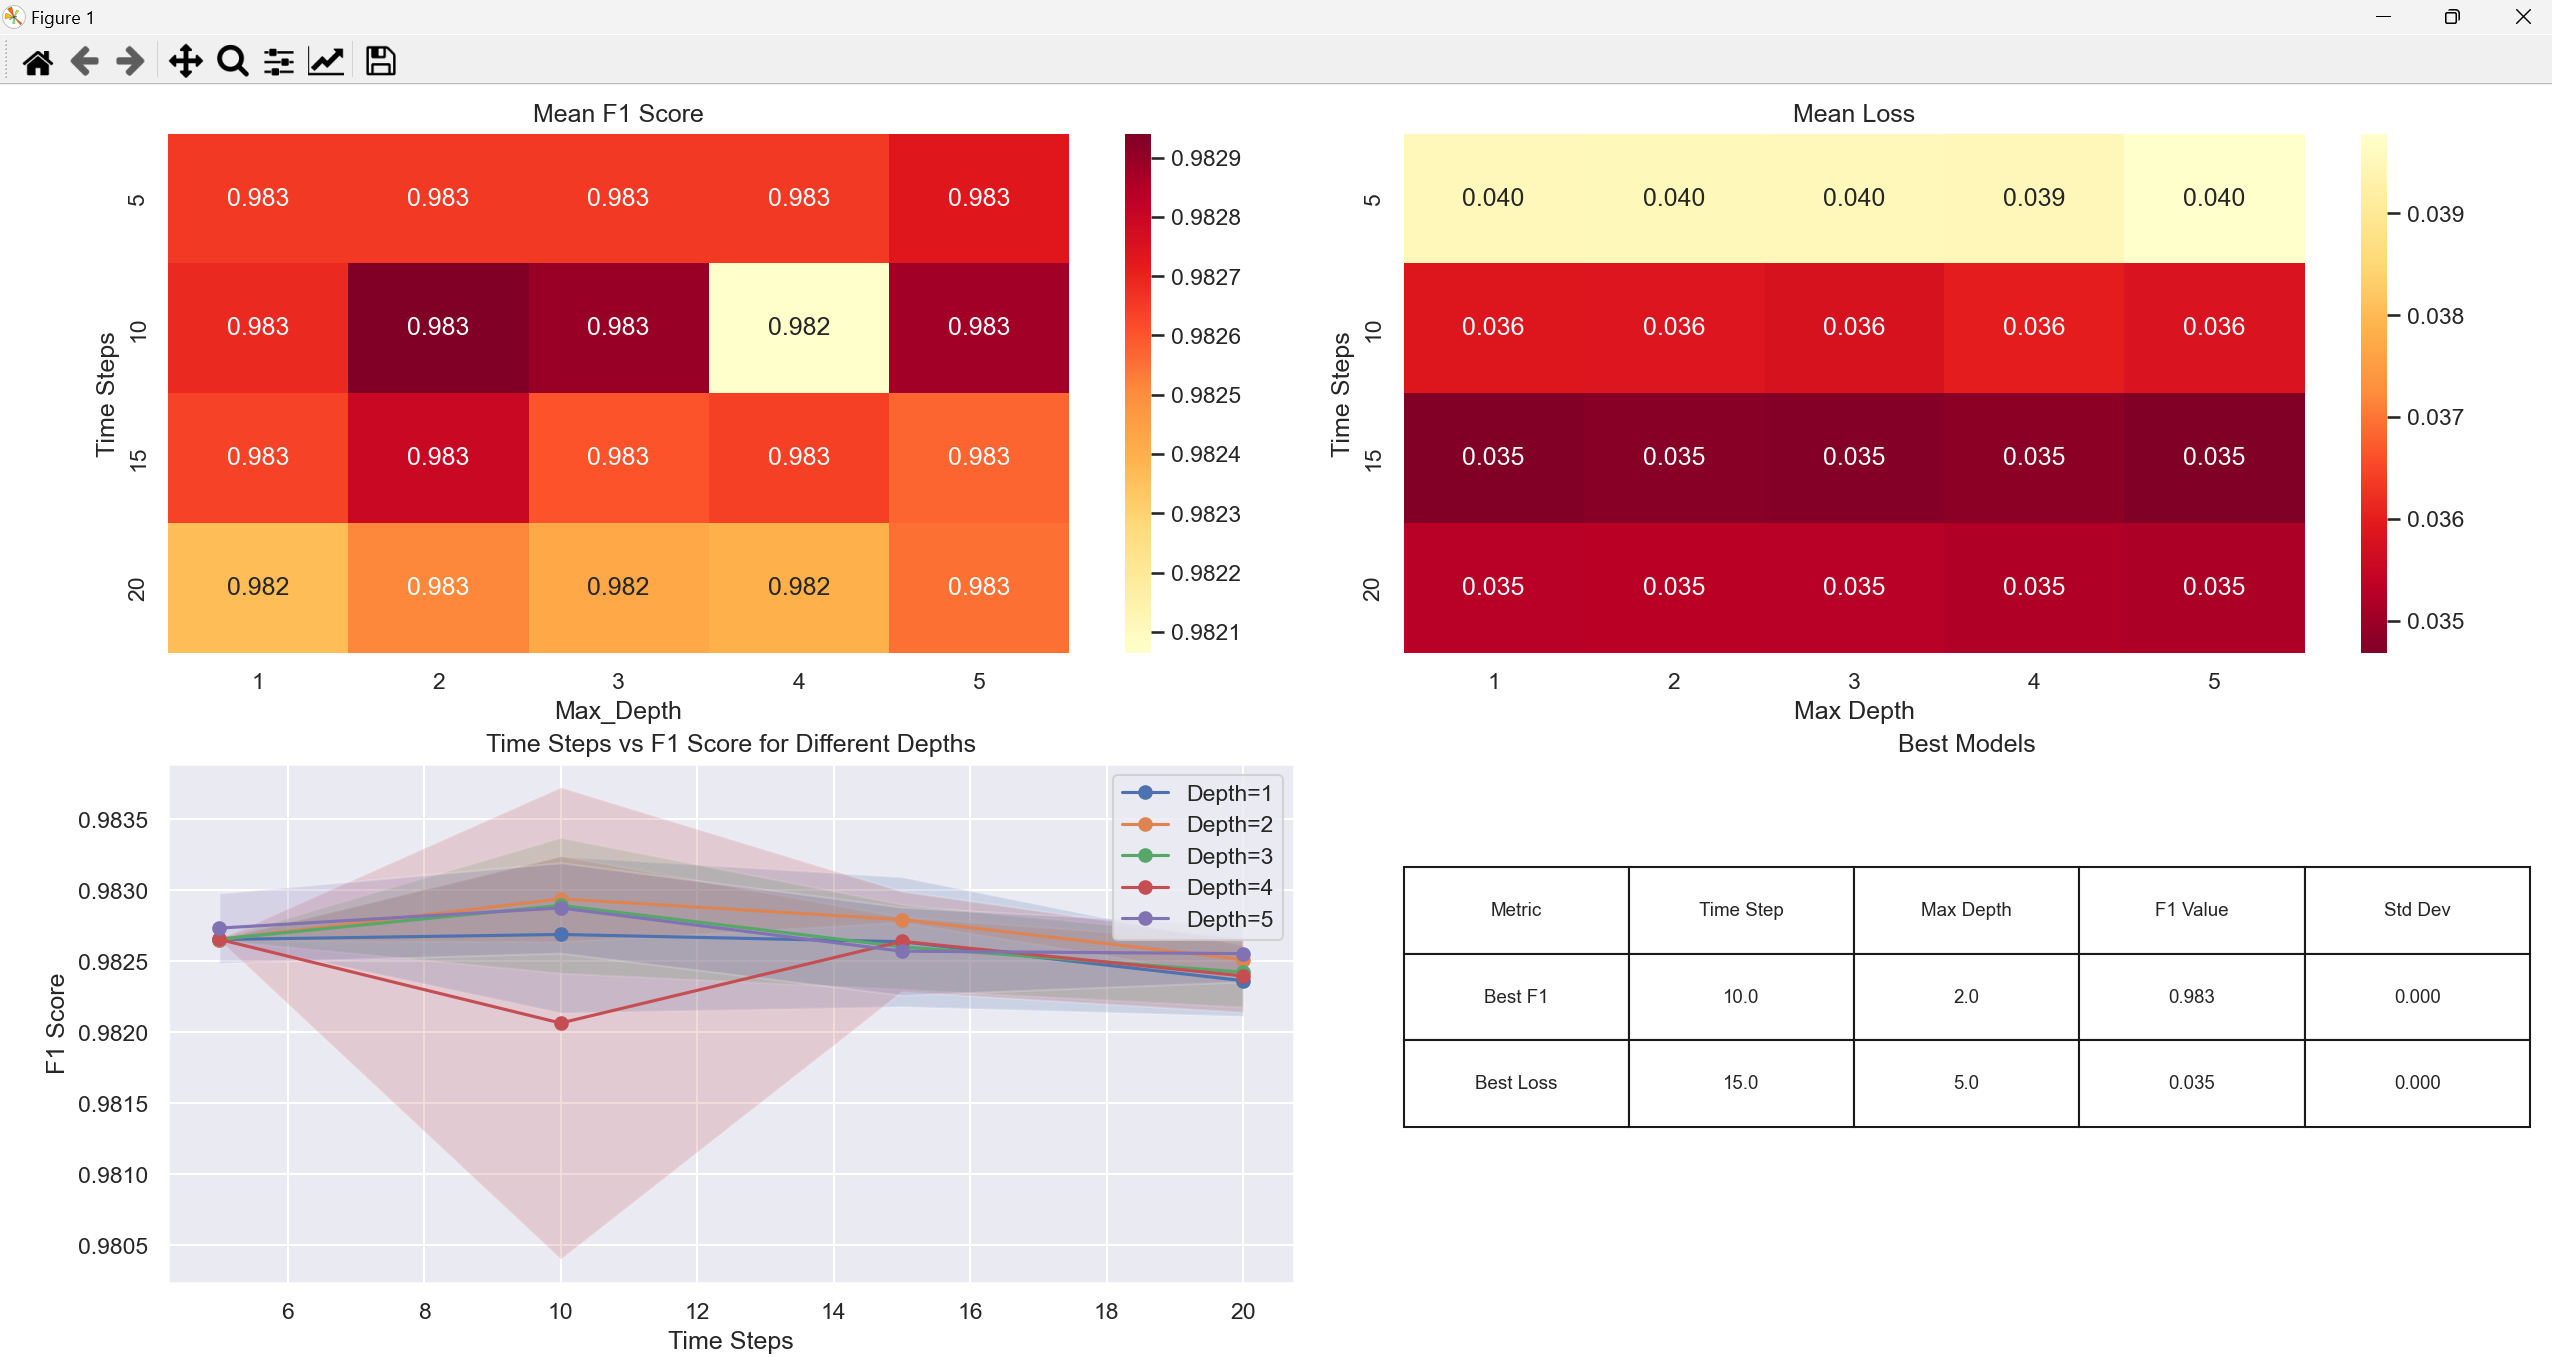 Figure 1
Mean F1 Score
5 0.983 0.983 0.983 0.983 0.983
10 0.983 0.983 0.983 0.982 0.983
15 0.983 0.983 0.983 0.983 0.983
20 0.982 0.983 0.982 0.982 0.983
1 2 3 4 5
Time Steps
Max_Depth
0.9829
0.9828
0.9827
0.9826
0.9825
0.9824
0.9823
0.9822
0.9821
Mean Loss
5 0.040 0.040 0.040 0.039 0.040
10 0.036 0.036 0.036 0.036 0.036
15 0.035 0.035 0.035 0.035 0.035
20 0.035 0.035 0.035 0.035 0.035
1 2 3 4 5
Time Steps
Max Depth
0.039
0.038
0.037
0.036
0.035
Time Steps vs F1 Score for Different Depths
0.9835
0.9830
0.9825
0.9820
0.9815
0.9810
0.9805
F1 Score
Depth=1
Depth=2
Depth=3
Depth=4
Depth=5
6 8 10 12 14 16 18 20
Time Steps
Best Models
Metric Time Step Max Depth F1 Value Std Dev
Best F1 10.0 2.0 0.983 0.000
Best Loss 15.0 5.0 0.035 0.000